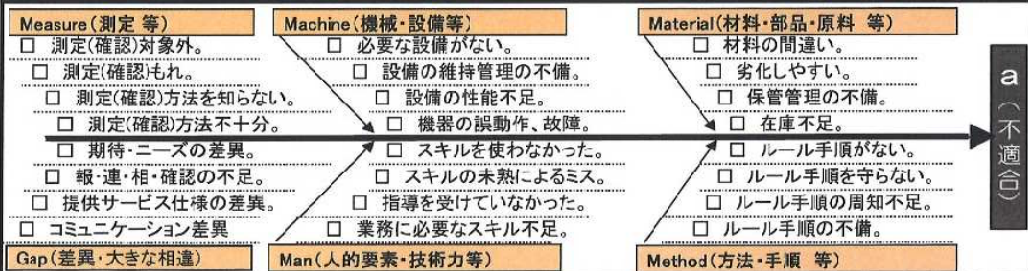 Measure(測定 等)
□ 測定(確認)対象外。
□ 測定(確認)もれ。
□ 測定(確認)方法を知らない。
□ 測定(確認)方法不十分。
Machine(機械・設備等)
□ 必要な設備がない。
□ 設備の維持管理の不備。
□ 設備の性能不足。
□ 機器の誤動作、故障。
Material(材料・部品・原料 等)
□ 材料の間違い。
□ 劣化しやすい。
□ 保管管理の不備。
□ 在庫不足。
□ 期待・ニーズの差異。
□ 報・連・相・確認の不足。
□ 提供サービス仕様の差異。
□ コミュニケーション差異
Gap(差異・大きな相違)
□ スキルを使わなかった。
□ スキルの未熟によるミス。
□ 指導を受けていなかった。
□ 業務に必要なスキル不足。
Man(人的要素・技術力等)
□ ルール手順がない。
□ ルール手順を守らない。
□ ルール手順の周知不足。
□ ルール手順の不備。
Method(方法・手順 等)
a(不適合)